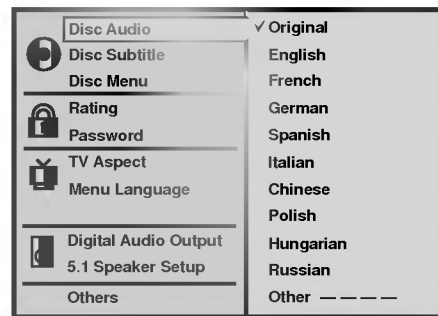 Disc Audio
Disc Subtitle
Disc Menu
Rating
Password
TV Aspect
Menu Language
Digital Audio Output
5.1 Speaker Setup
Others
✓ Original
English
French
German
Spanish
Italian
Chinese
Polish
Hungarian
Russian
Other — — — —